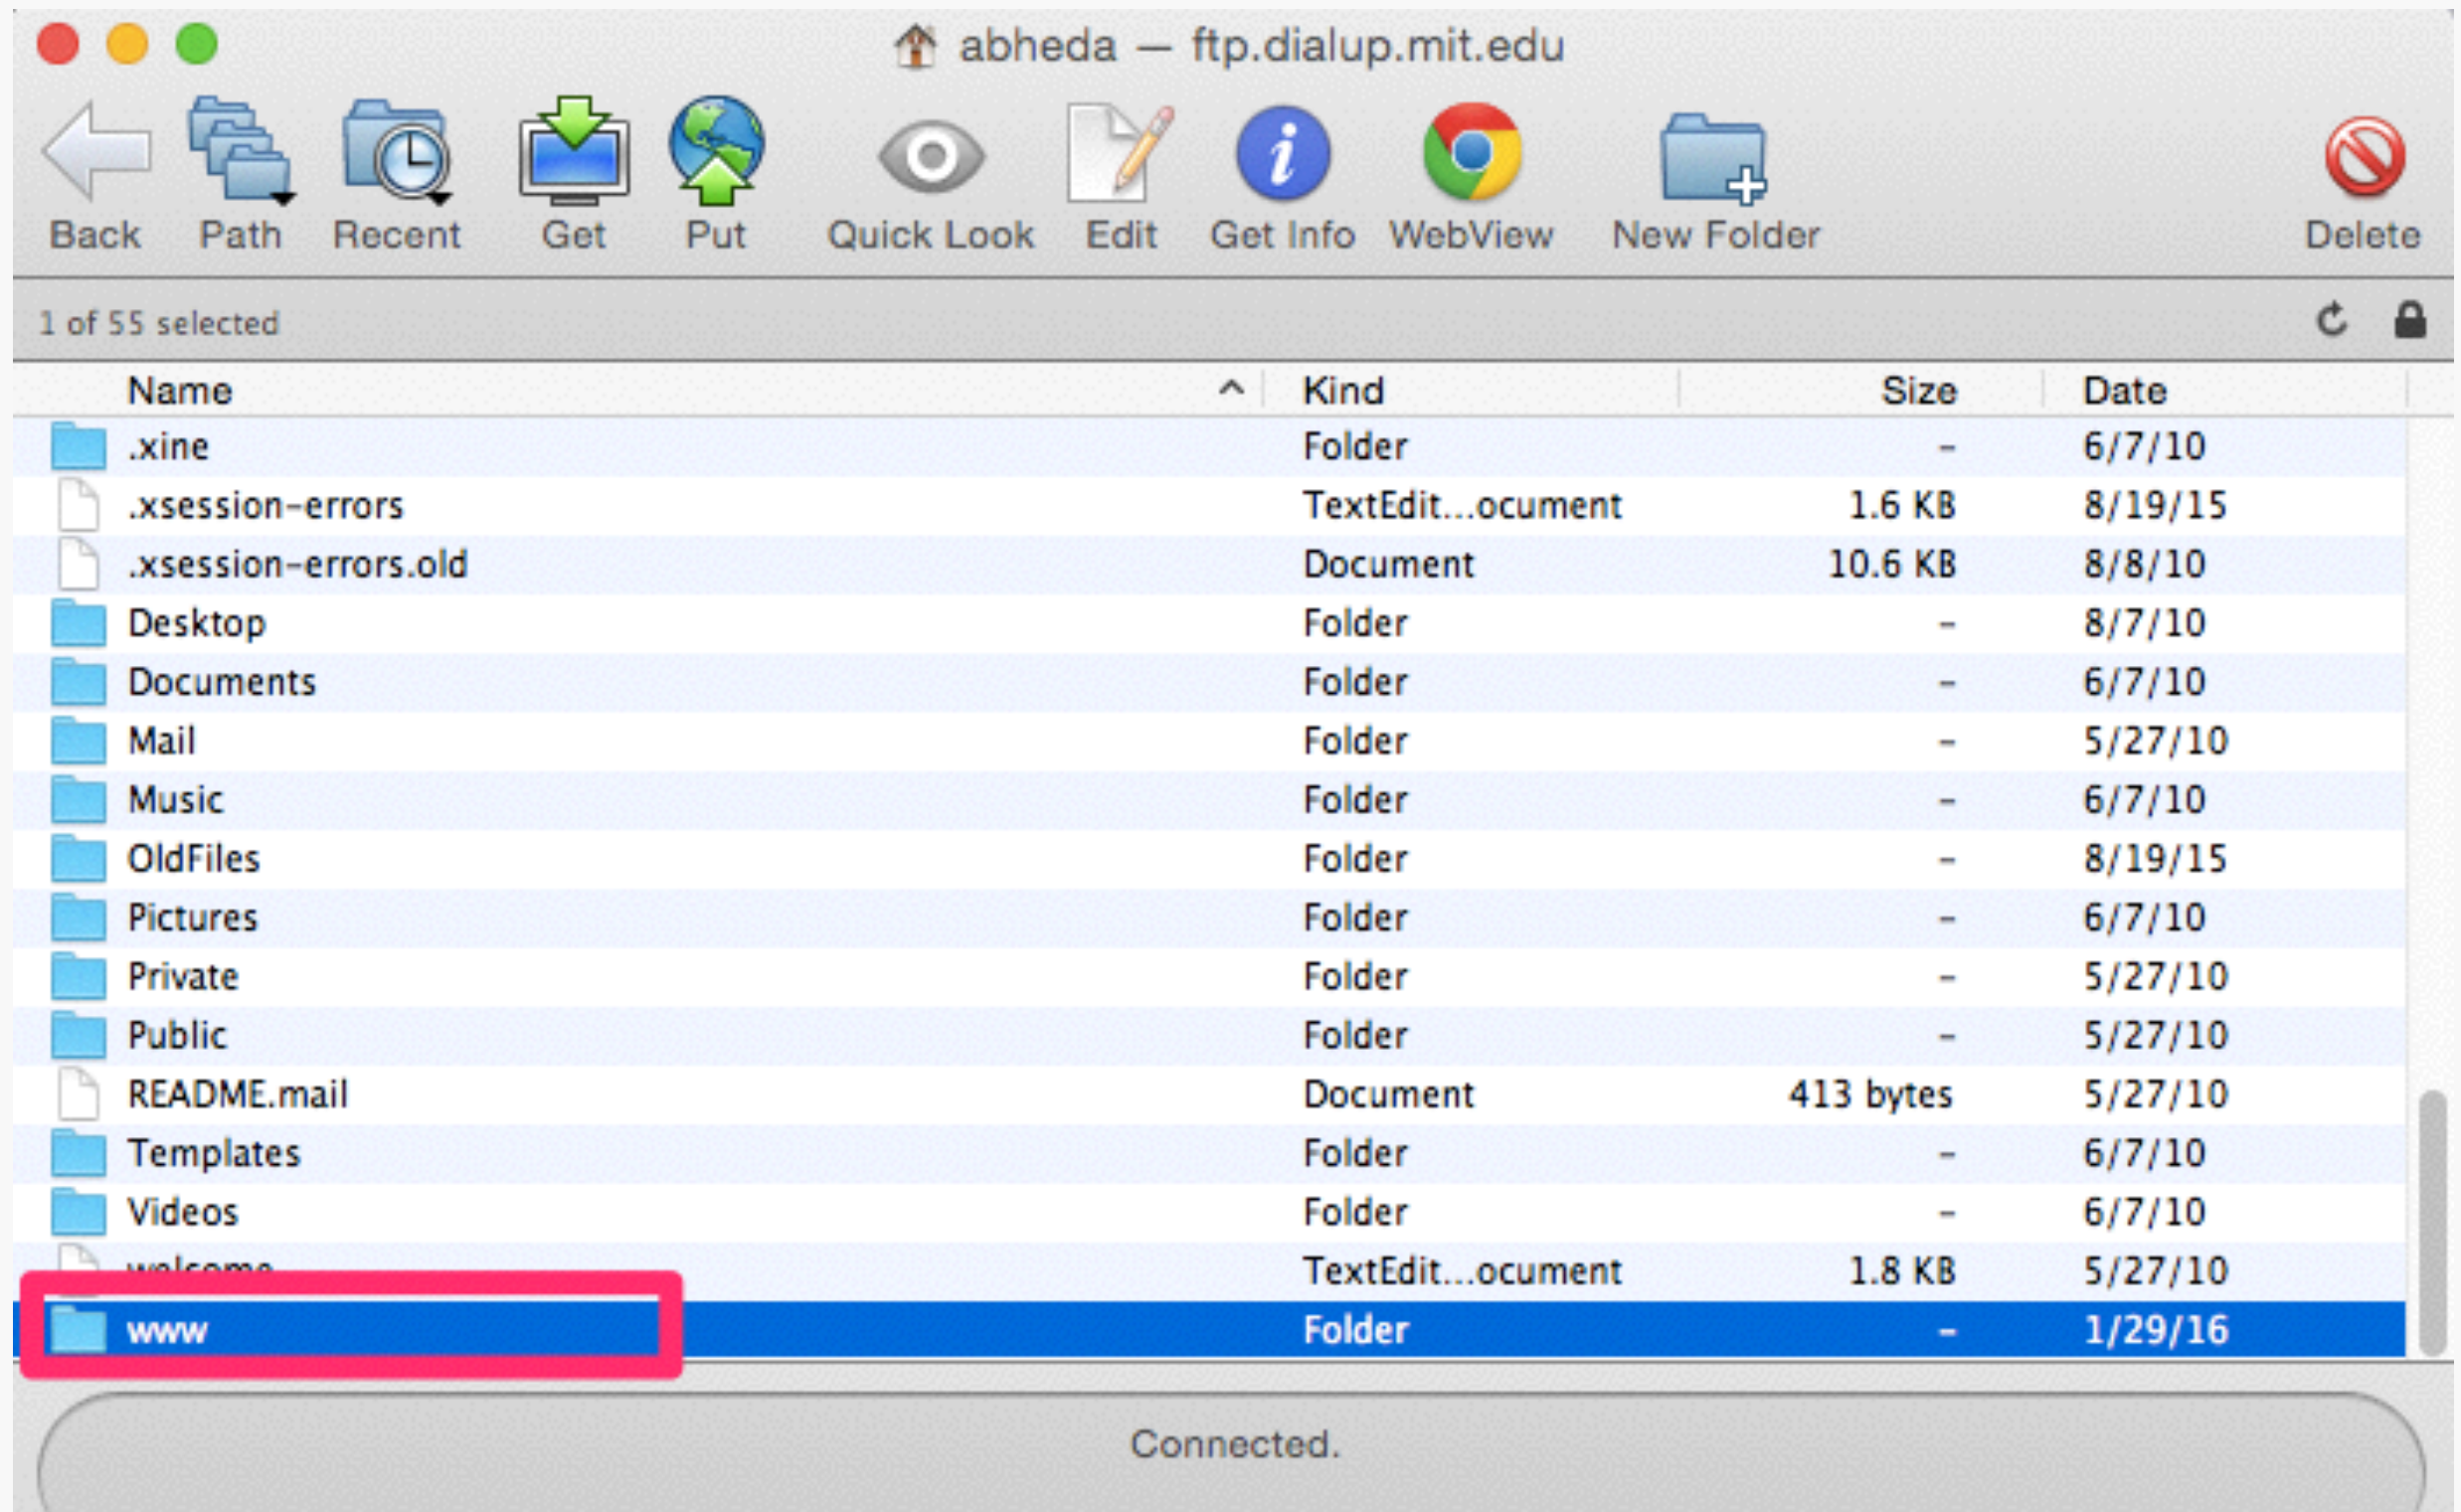 abheda — ftp.dialup.mit.edu
Back Path Recent Get Put Quick Look Edit Get Info WebView New Folder Delete
1 of 55 selected
Name Kind Size Date
.xine Folder – 6/7/10
.xsession-errors TextEdit...ocument 1.6 KB 8/19/15
.xsession-errors.old Document 10.6 KB 8/8/10
Desktop Folder – 8/7/10
Documents Folder – 6/7/10
Mail Folder – 5/27/10
Music Folder – 6/7/10
OldFiles Folder – 8/19/15
Pictures Folder – 6/7/10
Private Folder – 5/27/10
Public Folder – 5/27/10
README.mail Document 413 bytes 5/27/10
Templates Folder – 6/7/10
Videos Folder – 6/7/10
welcome TextEdit...ocument 1.8 KB 5/27/10
www Folder – 1/29/16
Connected.